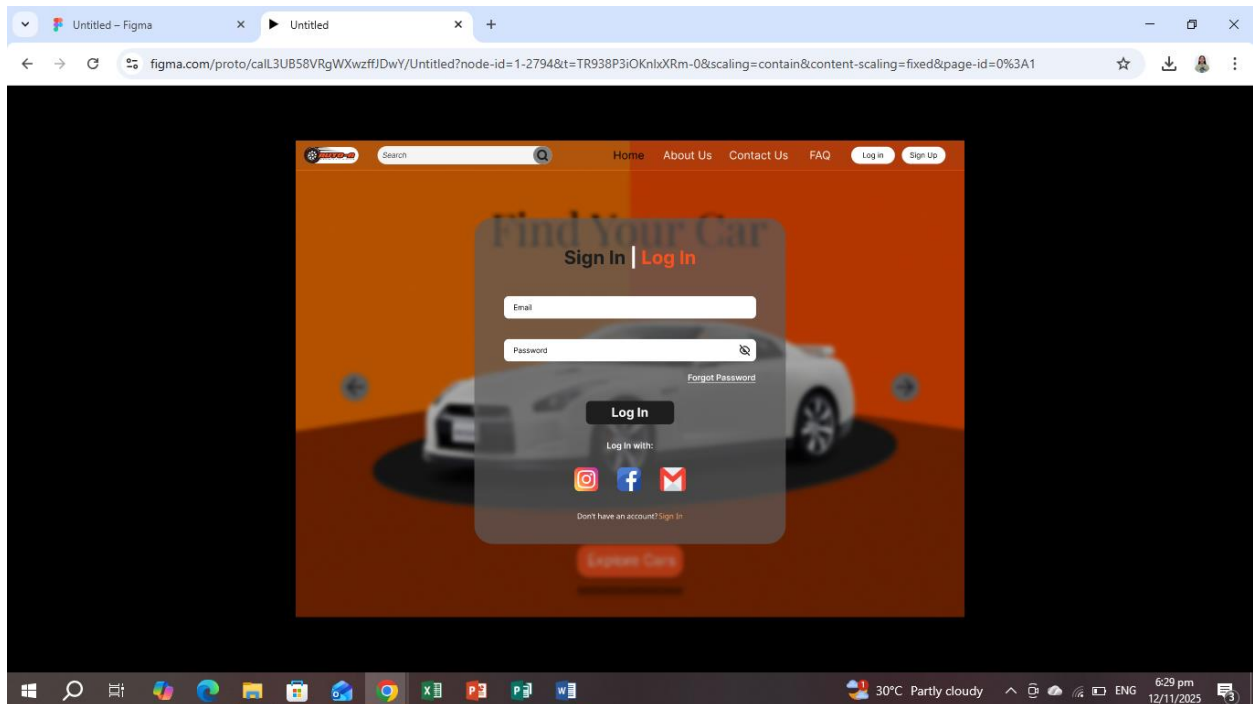 Untitled – Figma
Untitled
figma.com/proto/calL3UB58VRgWXwzffJDwY/Untitled?node-id=1-2794&t=TR938P3iOKnlxXRm-0&scaling=contain&content-scaling=fixed&page-id=0%3A1
AUTO-R
Search
Home About Us Contact Us FAQ Log in Sign Up
Find Your Car
Sign In | Log In
Email
Password
Forgot Password
Log In
Log In with:
Don't have an account? Sign In
Explore Cars
30°C Partly cloudy
ENG
6:29 pm
12/11/2025
3